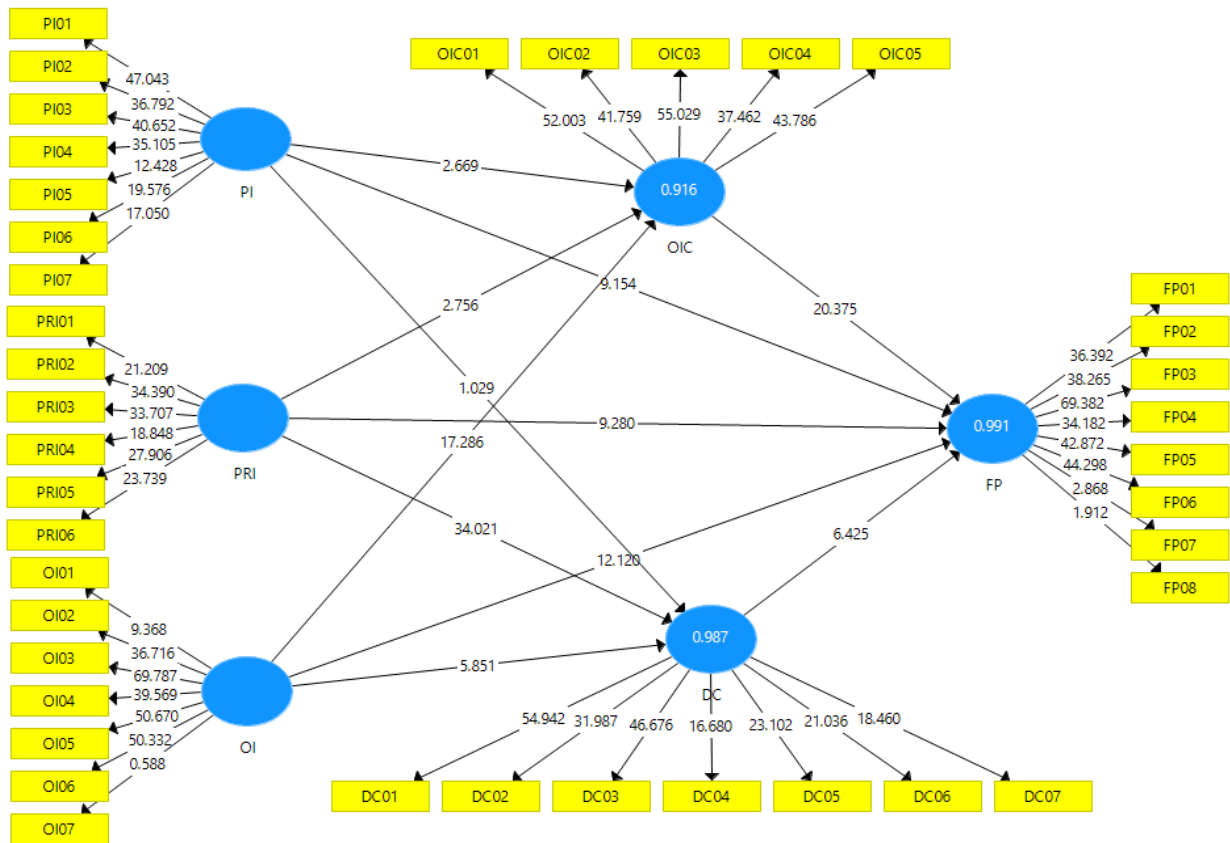 PI01
PI02
PI03
PI04
PI05
PI06
PI07
47.043
36.792
40.652
35.105
12.428
19.576
17.050
PI
PRI01
PRI02
PRI03
PRI04
PRI05
PRI06
21.209
34.390
33.707
18.848
27.906
23.739
PRI
OI01
OI02
OI03
OI04
OI05
OI06
OI07
9.368
36.716
69.787
39.569
50.670
50.332
0.588
OI
OIC01
OIC02
OIC03
OIC04
OIC05
52.003
41.759
55.029
37.462
43.786
0.916
OIC
2.669
9.154
2.756
1.029
17.286
9.280
34.021
12.120
5.851
20.375
6.425
0.991
FP
FP01
FP02
FP03
FP04
FP05
FP06
FP07
FP08
36.392
38.265
69.382
34.182
42.872
44.298
2.868
1.912
0.987
DC
54.942
31.987
46.676
16.680
23.102
21.036
18.460
DC01
DC02
DC03
DC04
DC05
DC06
DC07